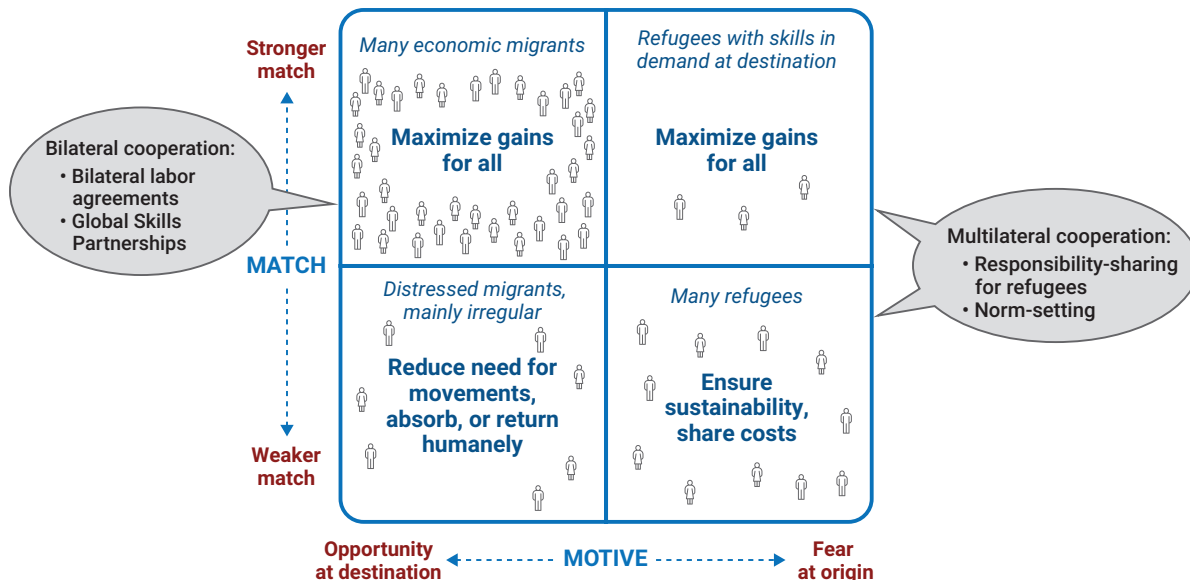 Stronger
match
Many economic migrants
Refugees with skills in
demand at destination
Maximize gains
for all
Maximize gains
for all
Bilateral cooperation:
• Bilateral labor
agreements
• Global Skills
Partnerships
MATCH
Multilateral cooperation:
• Responsibility-sharing
for refugees
• Norm-setting
Distressed migrants,
mainly irregular
Many refugees
Reduce need for
movements,
absorb, or return
humanely
Ensure
sustainability,
share costs
Weaker
match
Opportunity
at destination
MOTIVE
Fear
at origin